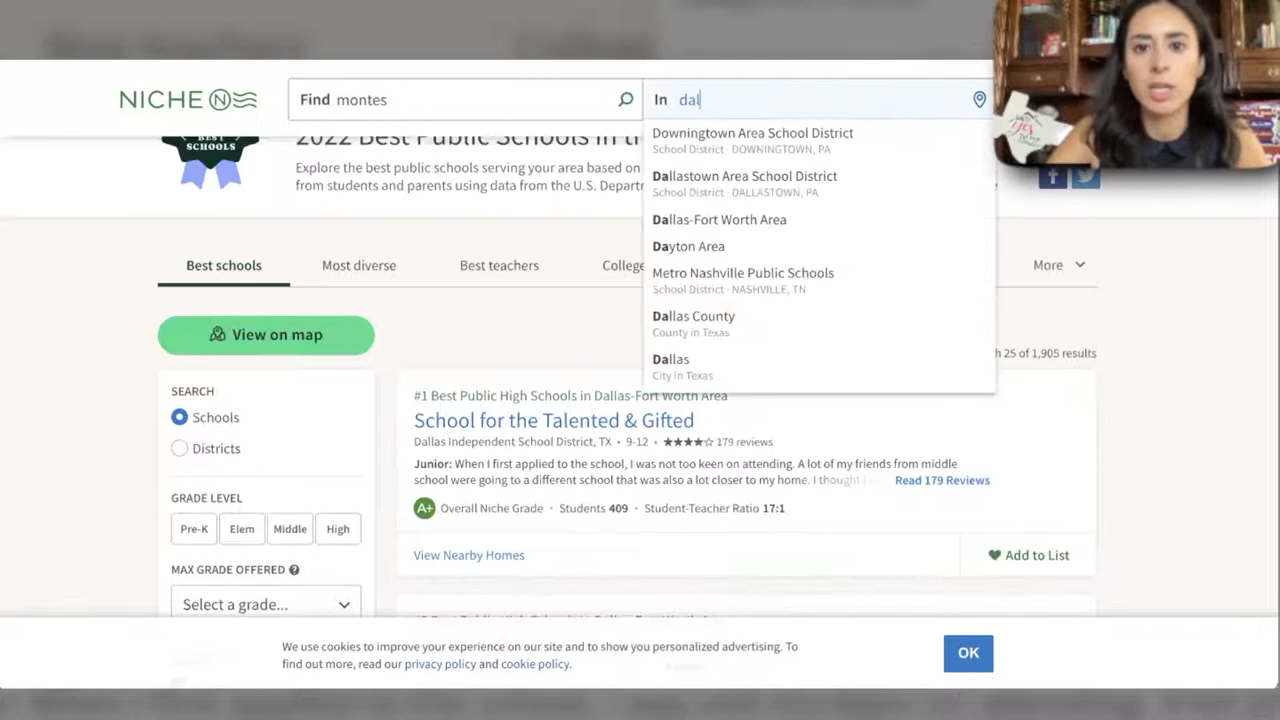 NICHE
Find montes
In dal
BEST
SCHOOLS
2022 Best Public Schools in
Explore the best public schools serving your area based on
from students and parents using data from the U.S.
Downingtown Area School District
School District · DOWNINGTOWN, PA
Dallastown Area School District
School District · DALLASTOWN, PA
Dallas-Fort Worth Area
Dayton Area
Metro Nashville Public Schools
School District · NASHVILLE, TN
Dallas County
County in Texas
Dallas
City in Texas
Best schools
Most diverse
Best teachers
College
More
View on map
h 25 of 1,905 results
SEARCH
Schools
Districts
GRADE LEVEL
Pre-K
Elem
Middle
High
MAX GRADE OFFERED
Select a grade...
#1 Best Public High Schools in Dallas-Fort Worth Area
School for the Talented & Gifted
Dallas Independent School District, TX • 9-12 • 179 reviews
Junior: When I first applied to the school, I was not too keen on attending. A lot of my friends from middle
school were going to a different school that was also a lot closer to my home. I thought
Read 179 Reviews
A+ Overall Niche Grade · Students 409 · Student-Teacher Ratio 17:1
View Nearby Homes
Add to List
We use cookies to improve your experience on our site and to show you personalized advertising. To
find out more, read our privacy policy and cookie policy.
OK